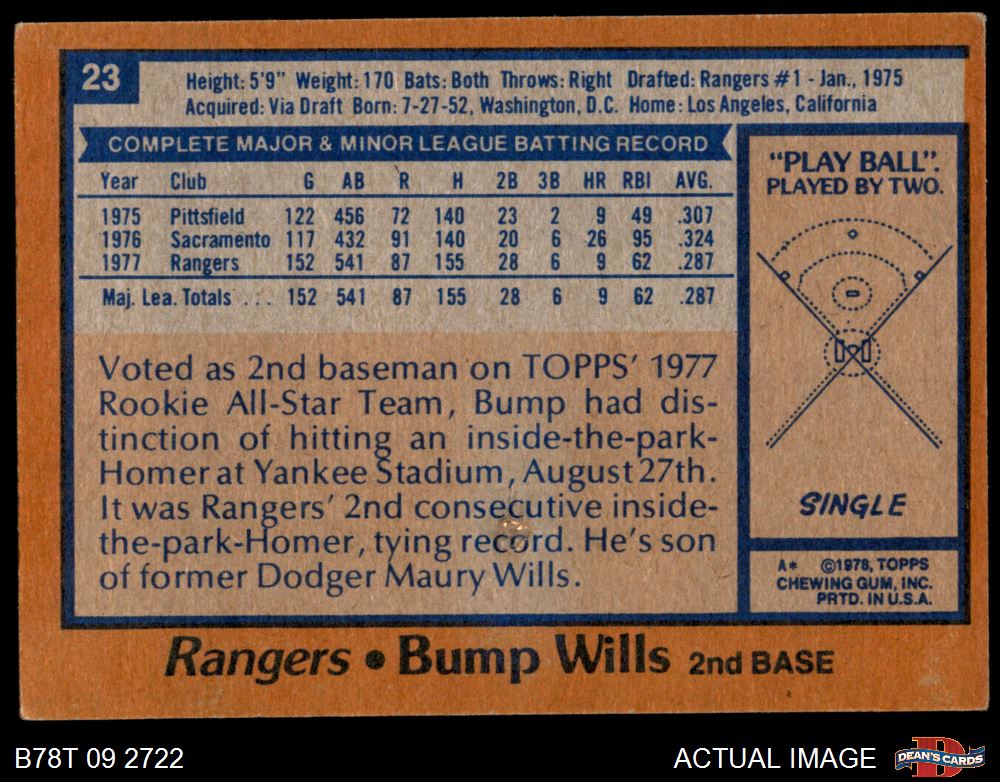 23
Height: 5'9" Weight: 170 Bats: Both Throws: Right Drafted: Rangers #1 - Jan., 1975
Acquired: Via Draft Born: 7-27-52, Washington, D.C. Home: Los Angeles, California
COMPLETE MAJOR & MINOR LEAGUE BATTING RECORD
Year Club G AB R H 2B 3B HR RBI AVG.
1975 Pittsfield 122 456 72 140 23 2 9 49 .307
1976 Sacramento 117 432 91 140 20 6 26 95 .324
1977 Rangers 152 541 87 155 28 6 9 62 .287
Maj. Lea. Totals . . . 152 541 87 155 28 6 9 62 .287
Voted as 2nd baseman on TOPPS' 1977
Rookie All-Star Team, Bump had dis-
tinction of hitting an inside-the-park-
Homer at Yankee Stadium, August 27th.
It was Rangers' 2nd consecutive inside-
the-park-Homer, tying record. He's son
of former Dodger Maury Wills.
"PLAY BALL".
PLAYED BY TWO.
SINGLE
A* ©1978, TOPPS
CHEWING GUM, INC.
PRTD. IN U.S.A.
Rangers • Bump Wills 2nd BASE
B78T 09 2722
ACTUAL IMAGE
D
DEAN'S CARDS